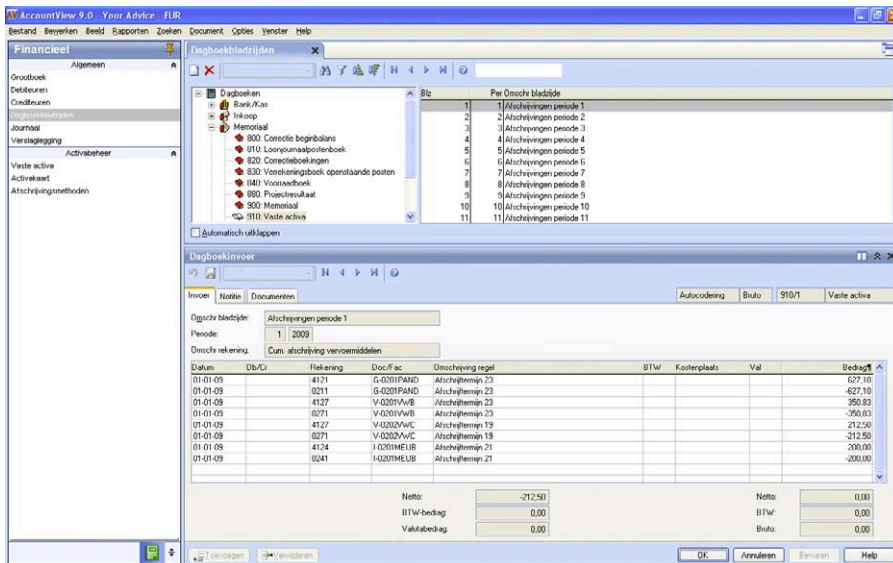 AccountView 9.0 - Your Advice - EUR
Bestand Bewerken Beeld Rapporten Zoeken Document Opties Venster Help
Financieel
Algemeen
Grootboek
Debiteuren
Crediteuren
Dagboekbladzijden
Journaal
Verslaglegging
Activabeheer
Vaste activa
Activakaart
Afschrijvingsmethoden
Dagboekbladzijden
Dagboeken
Bank/Kas
Inkoop
Memoriaal
800: Correctie beginbalans
810: Loonjournaalpostenboek
820: Correctieboekingen
830: Verrekeningsboek openstaande posten
840: Voorraadboek
880: Projectresultaat
900: Memoriaal
910: Vaste activa
Automatisch uitklappen
Blz Per Omschr bladzijde
1 1 Afschrijvingen periode 1
2 2 Afschrijvingen periode 2
3 3 Afschrijvingen periode 3
4 4 Afschrijvingen periode 4
5 5 Afschrijvingen periode 5
6 6 Afschrijvingen periode 6
7 7 Afschrijvingen periode 7
8 8 Afschrijvingen periode 8
9 9 Afschrijvingen periode 9
10 10 Afschrijvingen periode 10
11 11 Afschrijvingen periode 11
Dagboekinvoer
Invoer Notitie Documenten Autocodering Bruto 910/1 Vaste activa
Omschr bladzijde: Afschrijvingen periode 1
Periode: 1 2009
Omschr rekening: Cum. afschrijving vervoermiddelen
Datum Db/Cr Rekening Doc/Fac Omschrijving regel BTW Kostenplaats Val Bedrag¶
01-01-09 4121 G-0201PAND Afschrijftermijn 23 627,10
01-01-09 0211 G-0201PAND Afschrijftermijn 23 -627,10
01-01-09 4127 V-0201VWB Afschrijftermijn 23 350,83
01-01-09 0271 V-0201VWB Afschrijftermijn 23 -350,83
01-01-09 4127 V-0202VWC Afschrijftermijn 19 212,50
01-01-09 0271 V-0202VWC Afschrijftermijn 19 -212,50
01-01-09 4124 I-0201MEUB Afschrijftermijn 21 200,00
01-01-09 0241 I-0201MEUB Afschrijftermijn 21 -200,00
Netto: -212,50 Netto: 0,00
BTW-bedrag: 0,00 BTW: 0,00
Valutabedrag: 0,00 Bruto: 0,00
Toevoegen Verwijderen OK Annuleren Bewaren Help